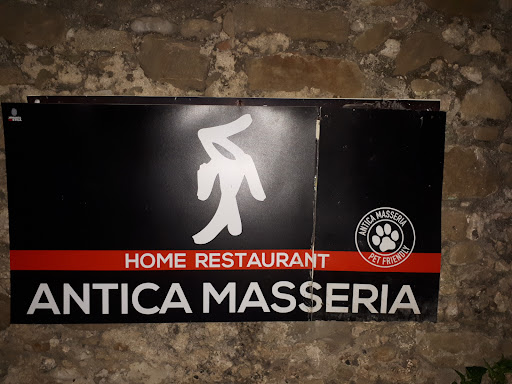 HOME RESTAURANT
ANTICA MASSERIA
ANTICA MASSERIA
PET FRIENDLY